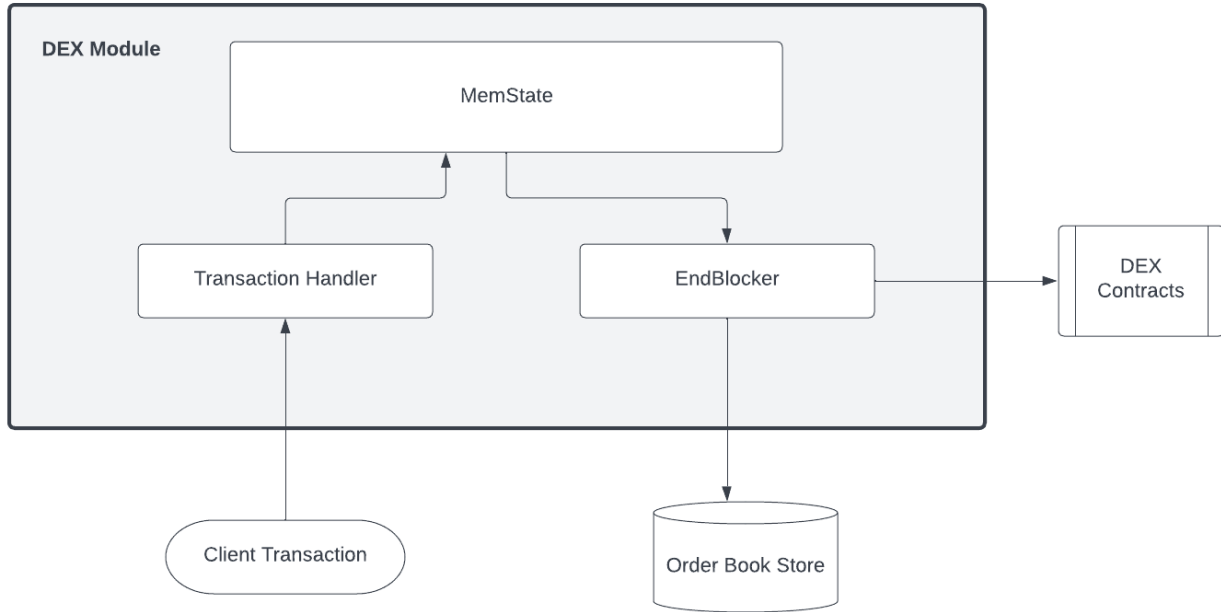 DEX Module
MemState
Transaction Handler
EndBlocker
DEX
Contracts
Client Transaction
Order Book Store